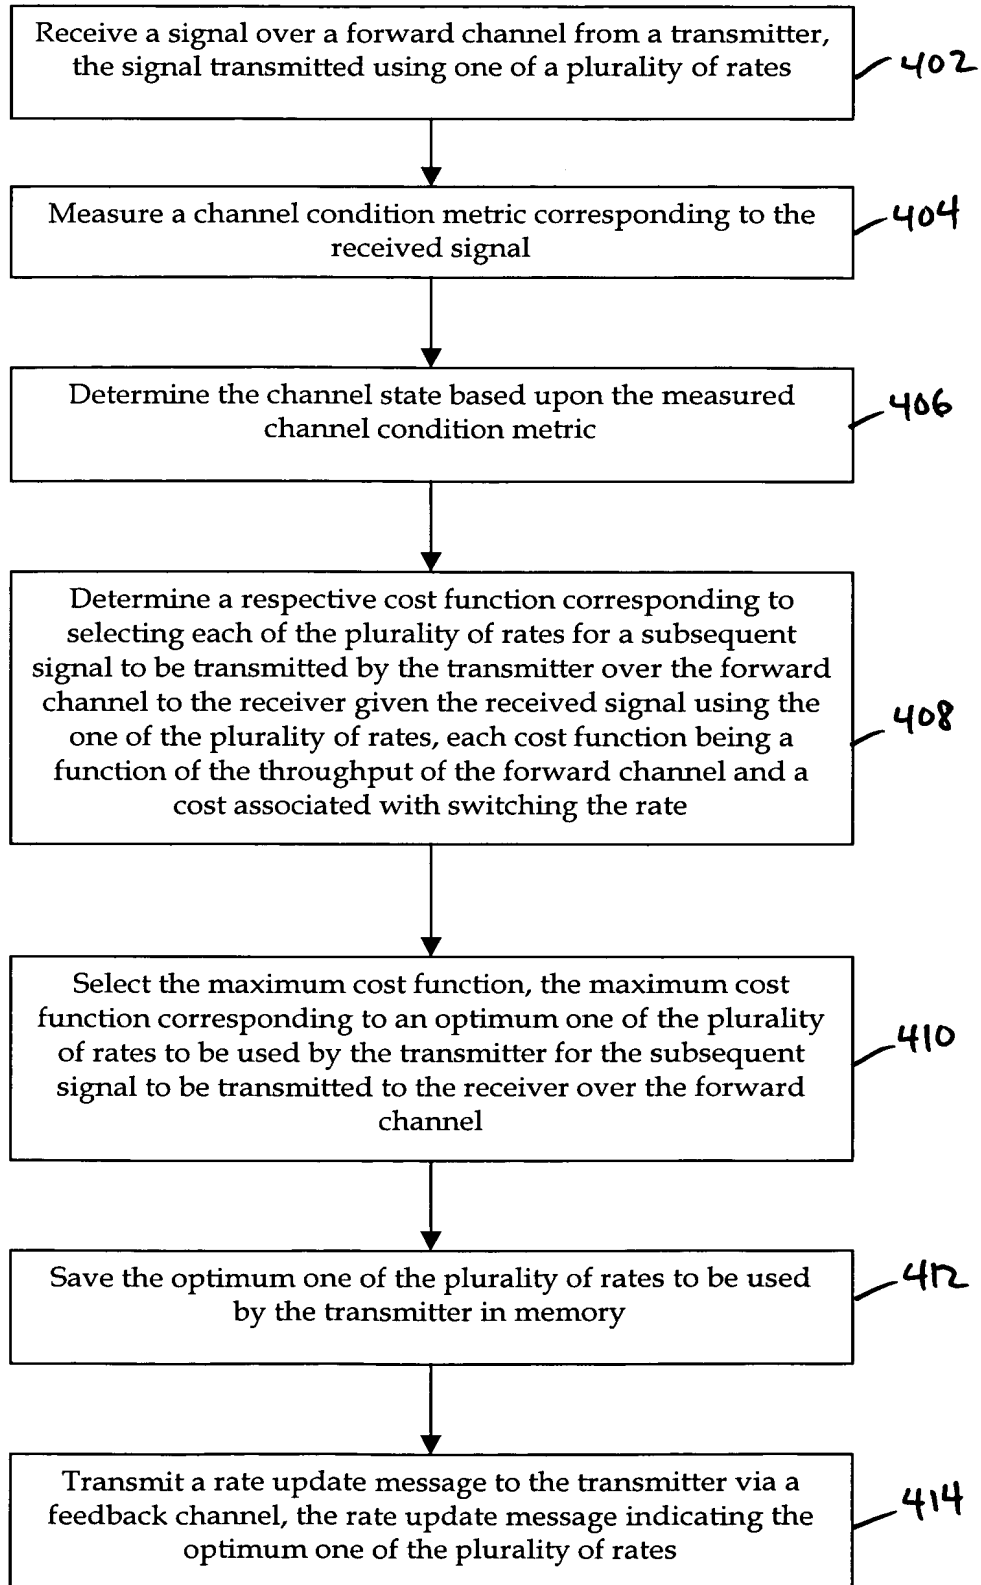 Receive a signal over a forward channel from a transmitter,
the signal transmitted using one of a plurality of rates
402
Measure a channel condition metric corresponding to the
received signal
404
Determine the channel state based upon the measured
channel condition metric
406
Determine a respective cost function corresponding to
selecting each of the plurality of rates for a subsequent
signal to be transmitted by the transmitter over the forward
channel to the receiver given the received signal using the
one of the plurality of rates, each cost function being a
function of the throughput of the forward channel and a
cost associated with switching the rate
408
Select the maximum cost function, the maximum cost
function corresponding to an optimum one of the plurality
of rates to be used by the transmitter for the subsequent
signal to be transmitted to the receiver over the forward
channel
410
Save the optimum one of the plurality of rates to be used
by the transmitter in memory
412
Transmit a rate update message to the transmitter via a
feedback channel, the rate update message indicating the
optimum one of the plurality of rates
414